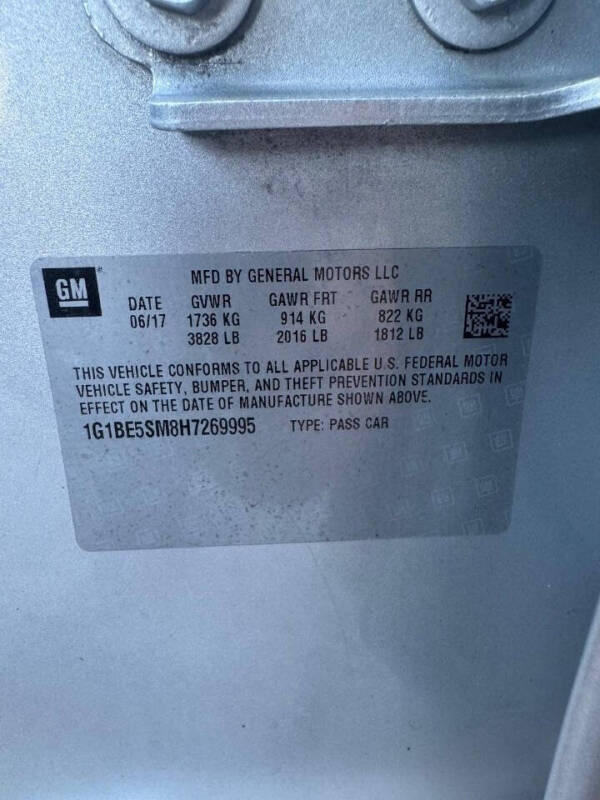 GM
MFD BY GENERAL MOTORS LLC
DATE GVWR GAWR FRT GAWR RR
06/17 1736 KG 914 KG 822 KG
3828 LB 2016 LB 1812 LB
THIS VEHICLE CONFORMS TO ALL APPLICABLE U.S. FEDERAL MOTOR
VEHICLE SAFETY, BUMPER, AND THEFT PREVENTION STANDARDS IN
EFFECT ON THE DATE OF MANUFACTURE SHOWN ABOVE.
1G1BE5SM8H7269995 TYPE: PASS CAR